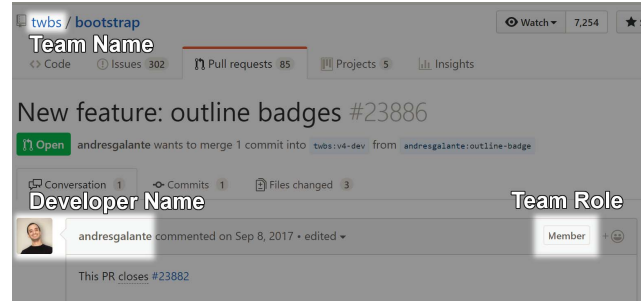 twbs / bootstrap
Watch 7,254
Team Name
Code Issues 302 Pull requests 85 Projects 5 Insights
New feature: outline badges #23886
Open andresgalante wants to merge 1 commit into twbs:v4-dev from andresgalante:outline-badge
Conversation 1 Commits 1 Files changed 3
Developer Name Team Role
andresgalante commented on Sep 8, 2017 • edited Member
This PR closes #23882